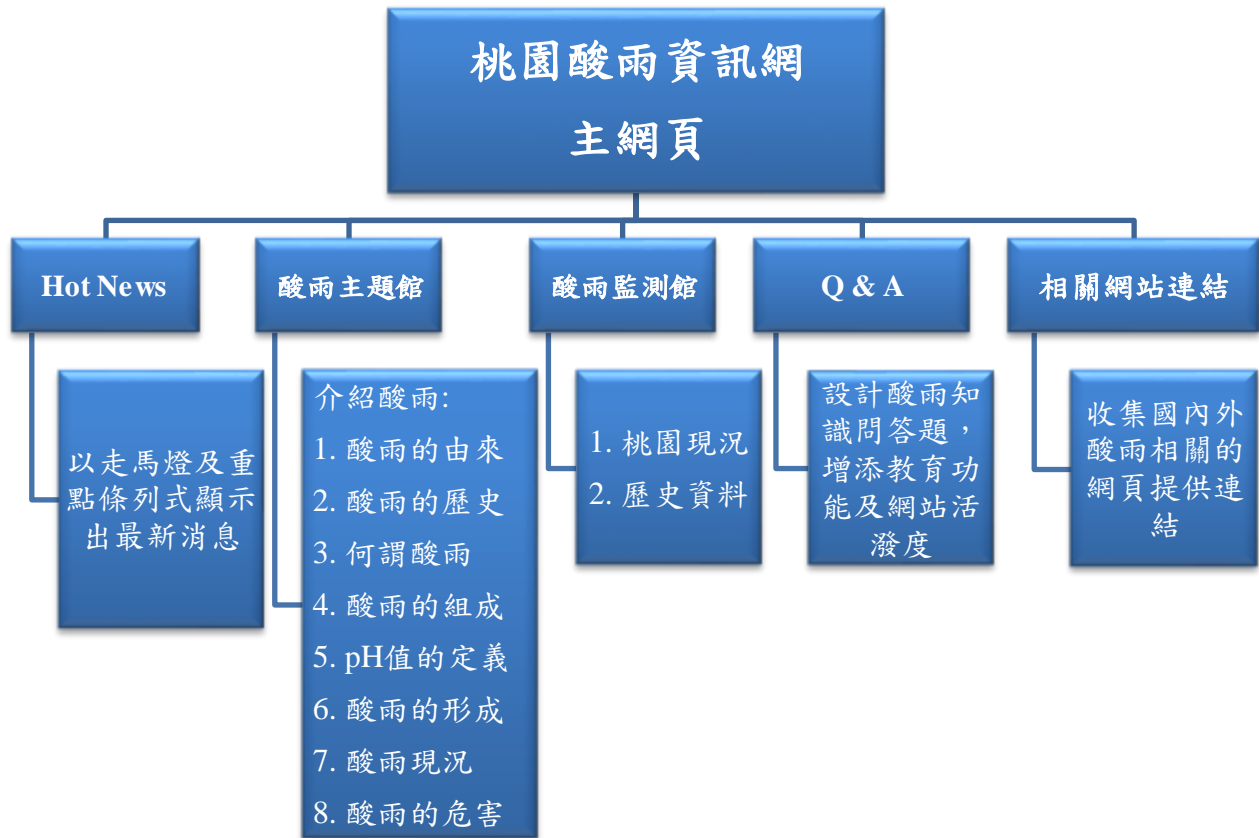 桃園酸雨資訊網
主網頁
Hot News
酸雨主題館
酸雨監測館
Q & A
相關網站連結
以走馬燈及重
點條列式顯示
出最新消息
介紹酸雨:
1. 酸雨的由來
2. 酸雨的歷史
3. 何謂酸雨
4. 酸雨的組成
5. pH值的定義
6. 酸雨的形成
7. 酸雨現況
8. 酸雨的危害
1. 桃園現況
2. 歷史資料
設計酸雨知
識問答題，
增添教育功
能及網站活
潑度
收集國內外
酸雨相關的
網頁提供連
結